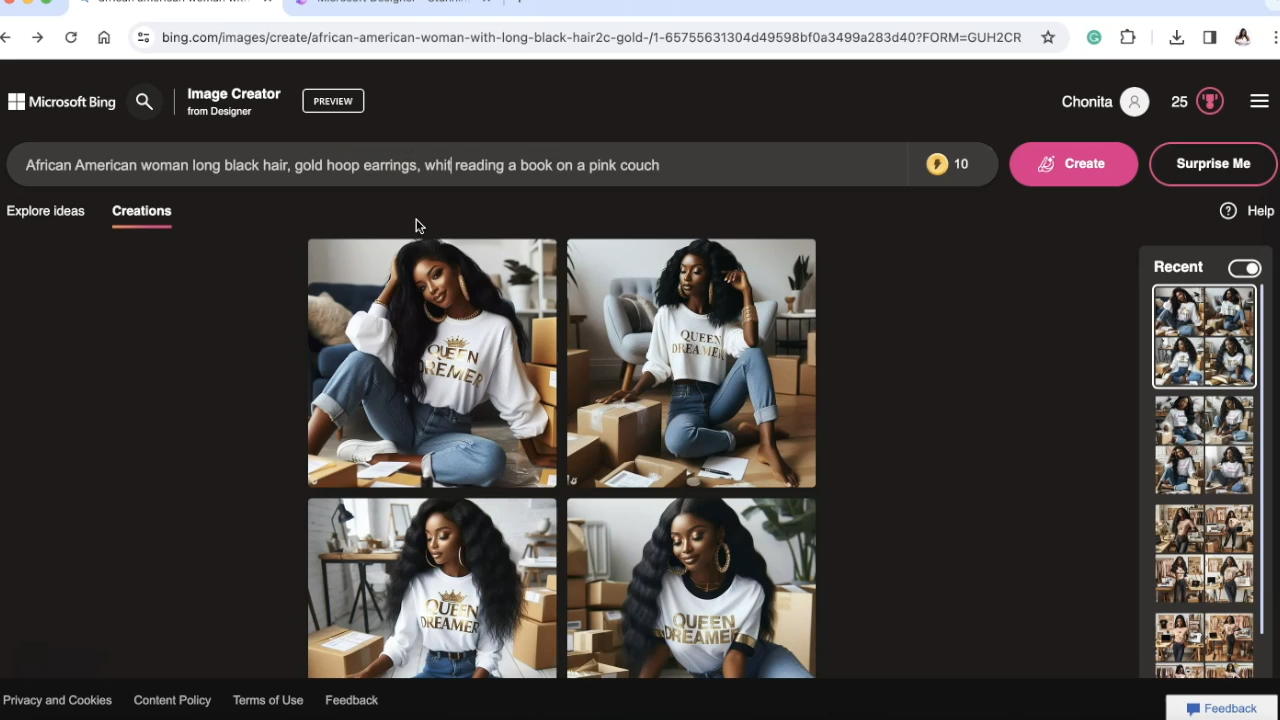 bing.com/images/create/african-american-woman-with-long-black-hair2c-gold-/1-65755631304d49598bf0a3499a283d40?FORM=GUH2CR
Microsoft Bing
Image Creator
from Designer
PREVIEW
Chonita
25
African American woman long black hair, gold hoop earrings, whit reading a book on a pink couch
10
Create
Surprise Me
Explore ideas
Creations
Help
Recent
QUEEN
DREMER
QUEEN
DREAMER
QUEEN
DREAMER
QUEEN
DREAMER
Privacy and Cookies
Content Policy
Terms of Use
Feedback
Feedback